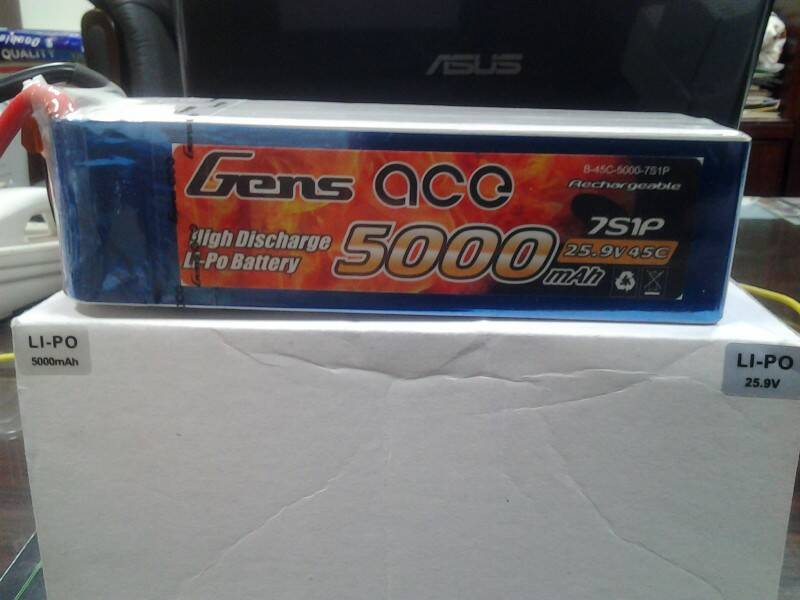 QUALITY
ASUS
Gens ace
B-45C-5000-7S1P
Rechargeable
High Discharge
Li-Po Battery
5000mAh
7S1P
25.9V 45C
LI-PO
5000mAh
LI-PO
25.9V